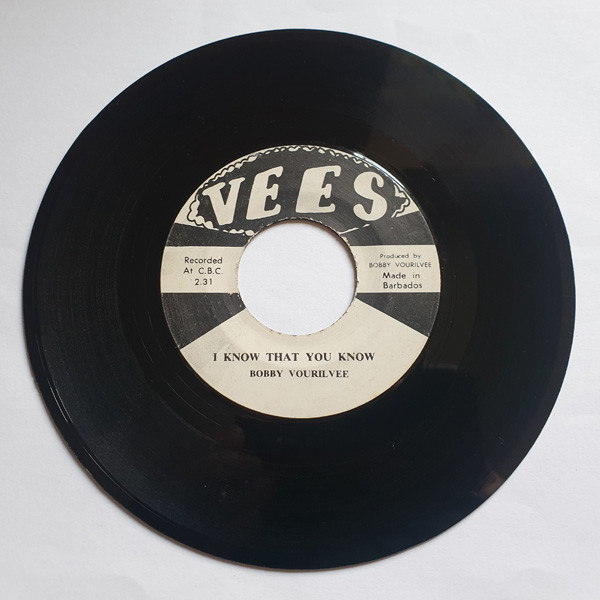 VEES
Recorded
At C.B.C.
2.31
Produced by
BOBBY VOURILVEE
Made in
Barbados
I KNOW THAT YOU KNOW
BOBBY VOURILVEE